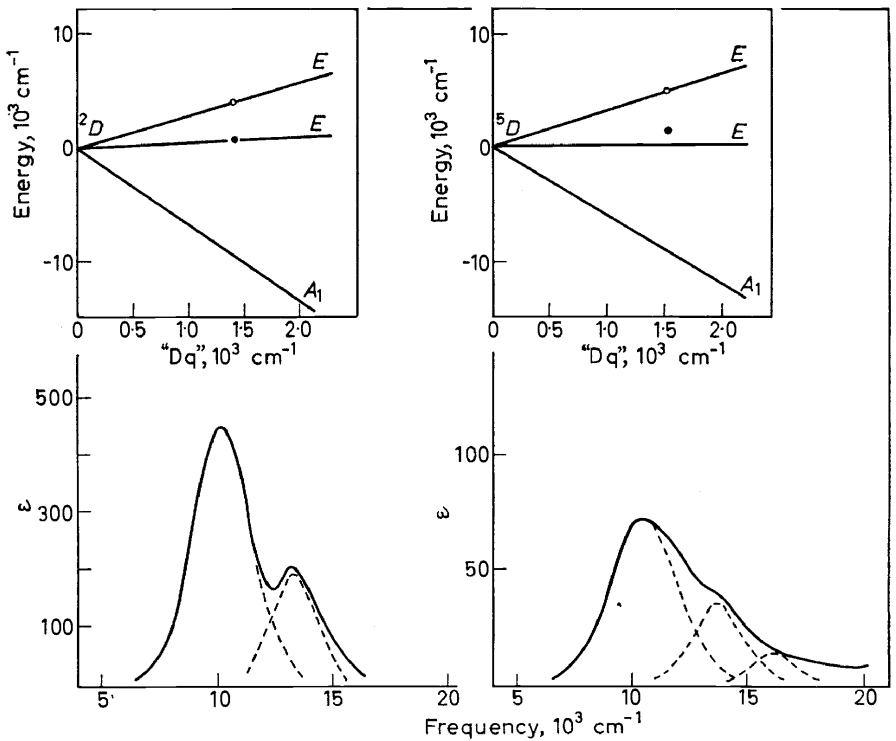 10
E
²D
E
0
-10
A₁
Energy, 10³ cm⁻¹
0 0·5 1·0 1·5 2·0
"Dq", 10³ cm⁻¹
10
E
⁵D
E
0
-10
A₁
Energy, 10³ cm⁻¹
0 0·5 1·0 1·5 2·0
"Dq", 10³ cm⁻¹
500
300
100
ε
5 10 15 20
100
50
ε
5 10 15 20
Frequency, 10³ cm⁻¹